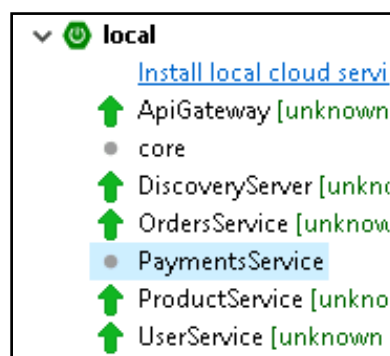 local
Install local cloud servi
ApiGateway [unknown
core
DiscoveryServer [unkno
OrdersService [unknow
PaymentsService
ProductService [unkno
UserService [unknown